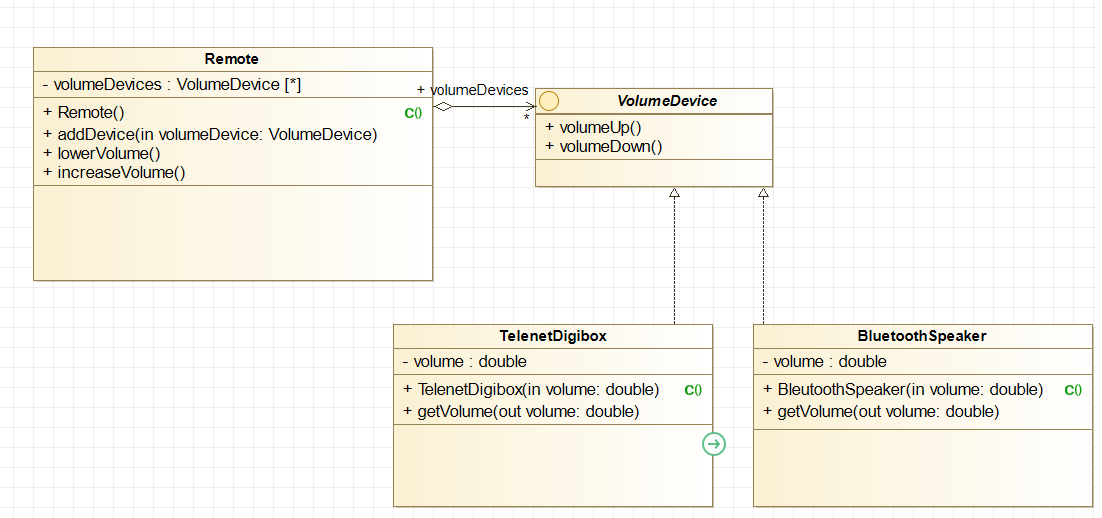 Remote
- volumeDevices : VolumeDevice [*]
+ Remote() C()
+ addDevice(in volumeDevice: VolumeDevice)
+ lowerVolume()
+ increaseVolume()
+ volumeDevices
*
VolumeDevice
+ volumeUp()
+ volumeDown()
TelenetDigibox
- volume : double
+ TelenetDigibox(in volume: double) C()
+ getVolume(out volume: double)
BluetoothSpeaker
- volume : double
+ BleutoothSpeaker(in volume: double) C()
+ getVolume(out volume: double)